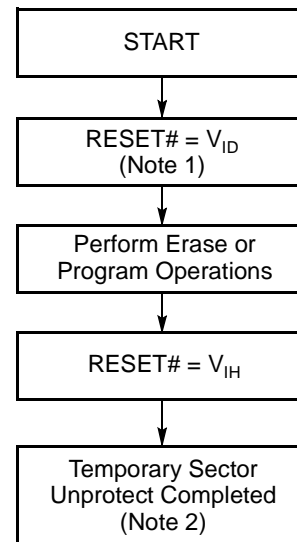 START
RESET# = VID
(Note 1)
Perform Erase or
Program Operations
RESET# = VIH
Temporary Sector
Unprotect Completed
(Note 2)